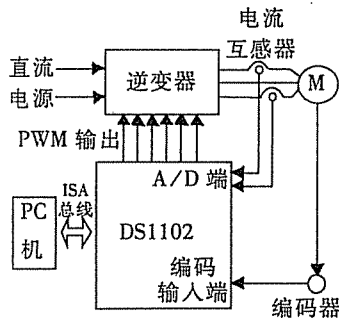 电流
互感器
直流
电源
逆变器
M
PWM 输出
A/D 端
ISA
总线
PC
机
DS1102
编码
输入端
编码器